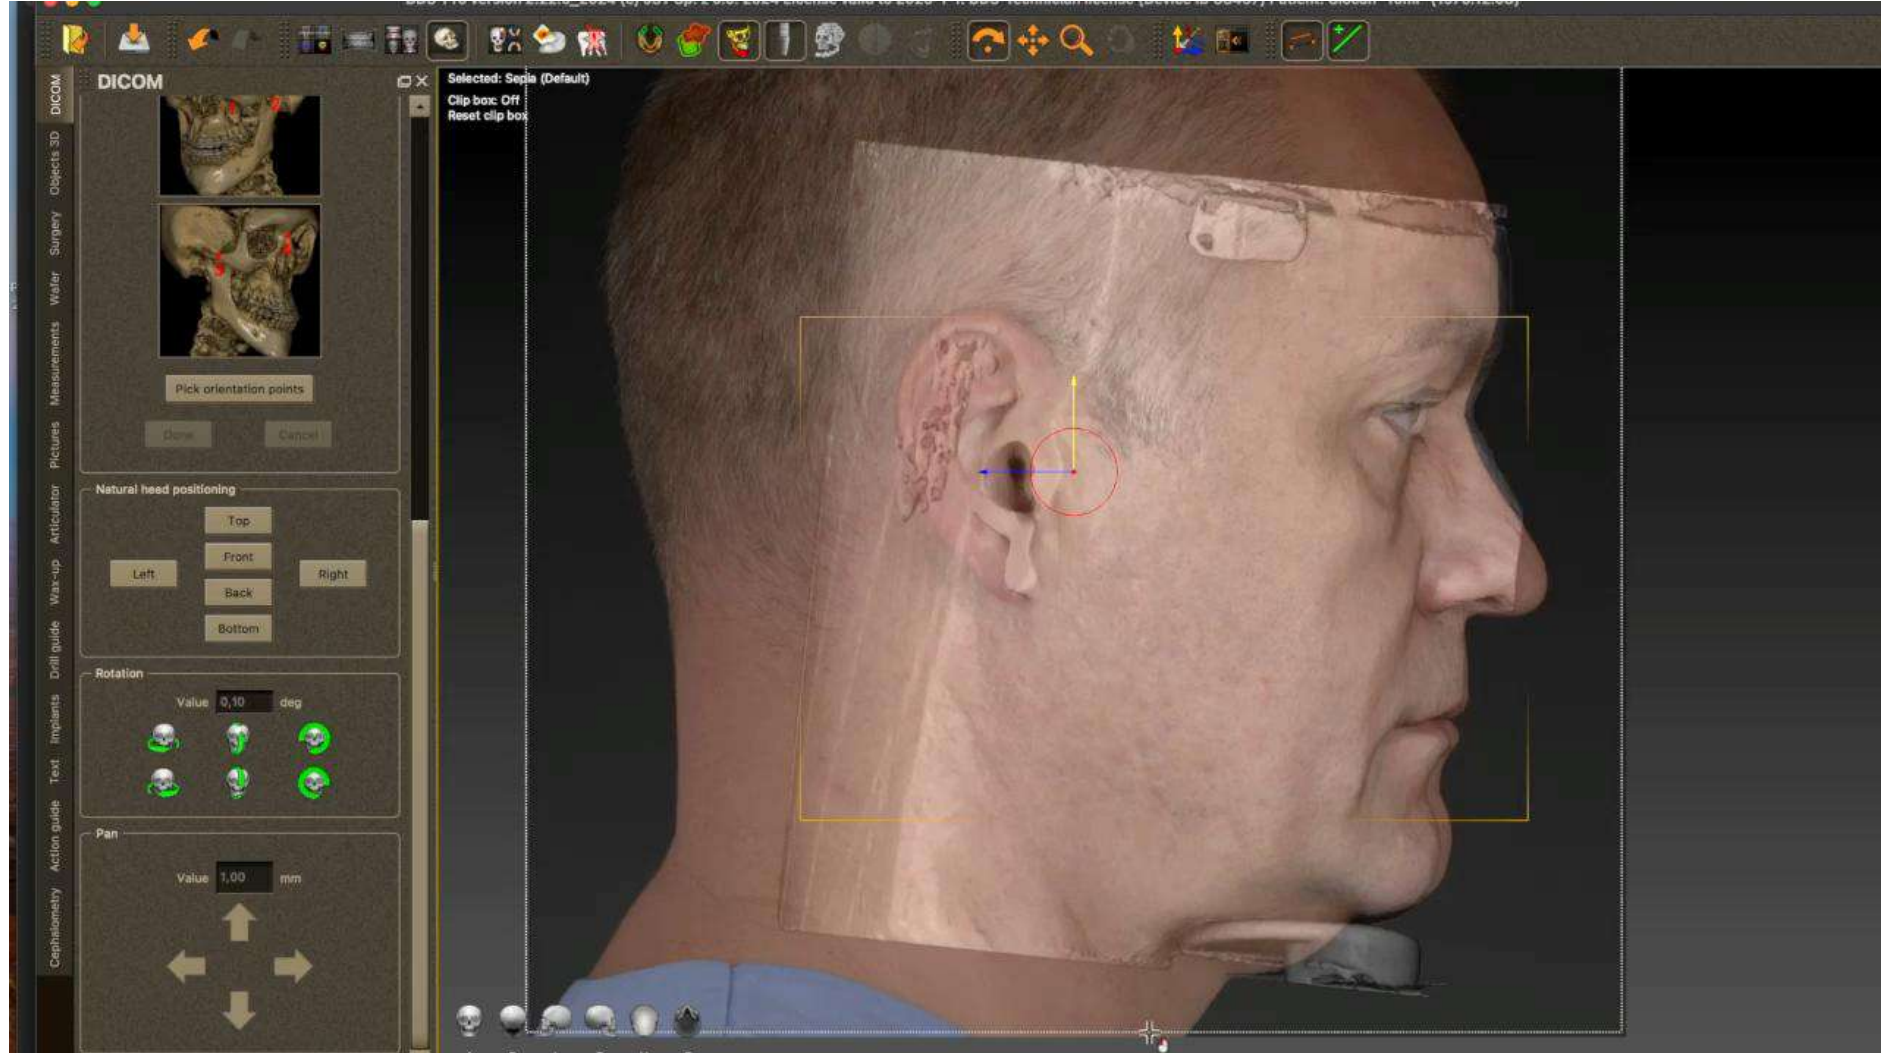 DICOM
DICOM
Selected: Sepia (Default)
Clip box: Off
Reset clip box
Objects 3D
Surgery
Wafer
Measurements
Pictures
Articulator
Wax-up
Drill guide
Implants
Text
Action guide
Cephalometry
Pick orientation points
Done
Cancel
Natural head positioning
Top
Front
Left
Right
Back
Bottom
Rotation
Value 0,10 deg
Pan
Value 1,00 mm